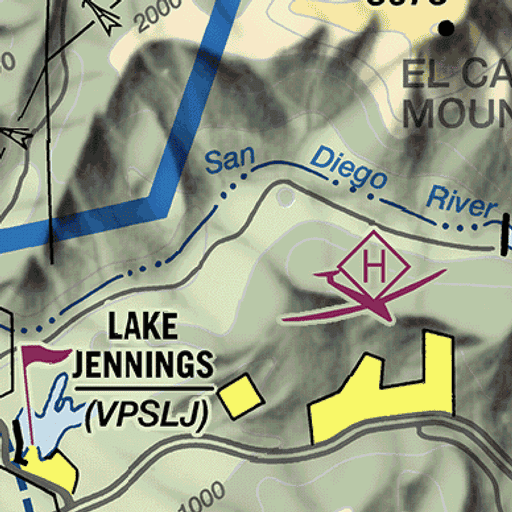 2000
EL CA
MOUN
San Diego River
H
LAKE
JENNINGS
(VPSLJ)
1000